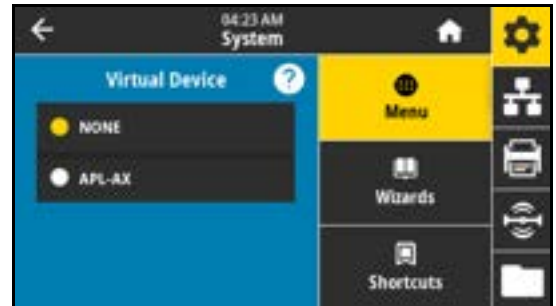 04:23 AM
System
Virtual Device
?
NONE
APL-AX
Menu
Wizards
Shortcuts